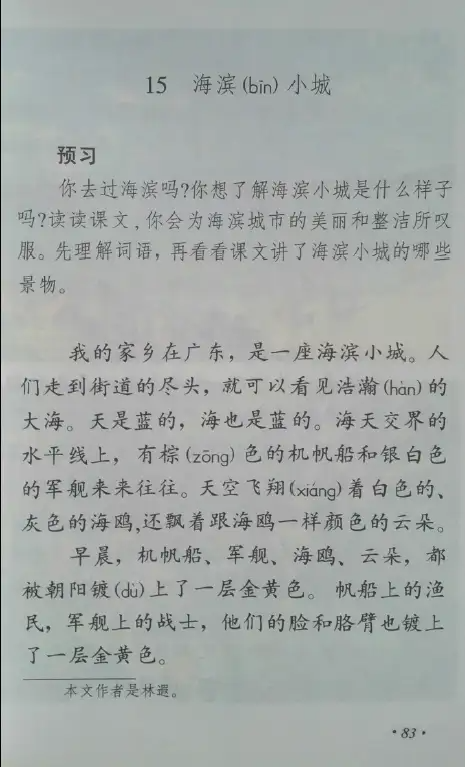 15 海滨(bīn)小城
预习
你去过海滨吗?你想了解海滨小城是什么样子
吗?读读课文,你会为海滨城市的美丽和整洁所叹
服。先理解词语,再看看课文讲了海滨小城的哪些
景物。
我的家乡在广东,是一座海滨小城。人
们走到街道的尽头,就可以看见浩瀚(hàn)的
大海。天是蓝的,海也是蓝的。海天交界的
水平线上,有棕(zōng)色的机帆船和银白色
的军舰来来往往。天空飞翔(xiáng)着白色的、
灰色的海鸥,还飘着跟海鸥一样颜色的云朵。
早晨,机帆船、军舰、海鸥、云朵,都
被朝阳镀(dù)上了一层金黄色。帆船上的渔
民,军舰上的战士,他们的脸和胳臂也镀上
了一层金黄色。
本文作者是林遐。
·83·